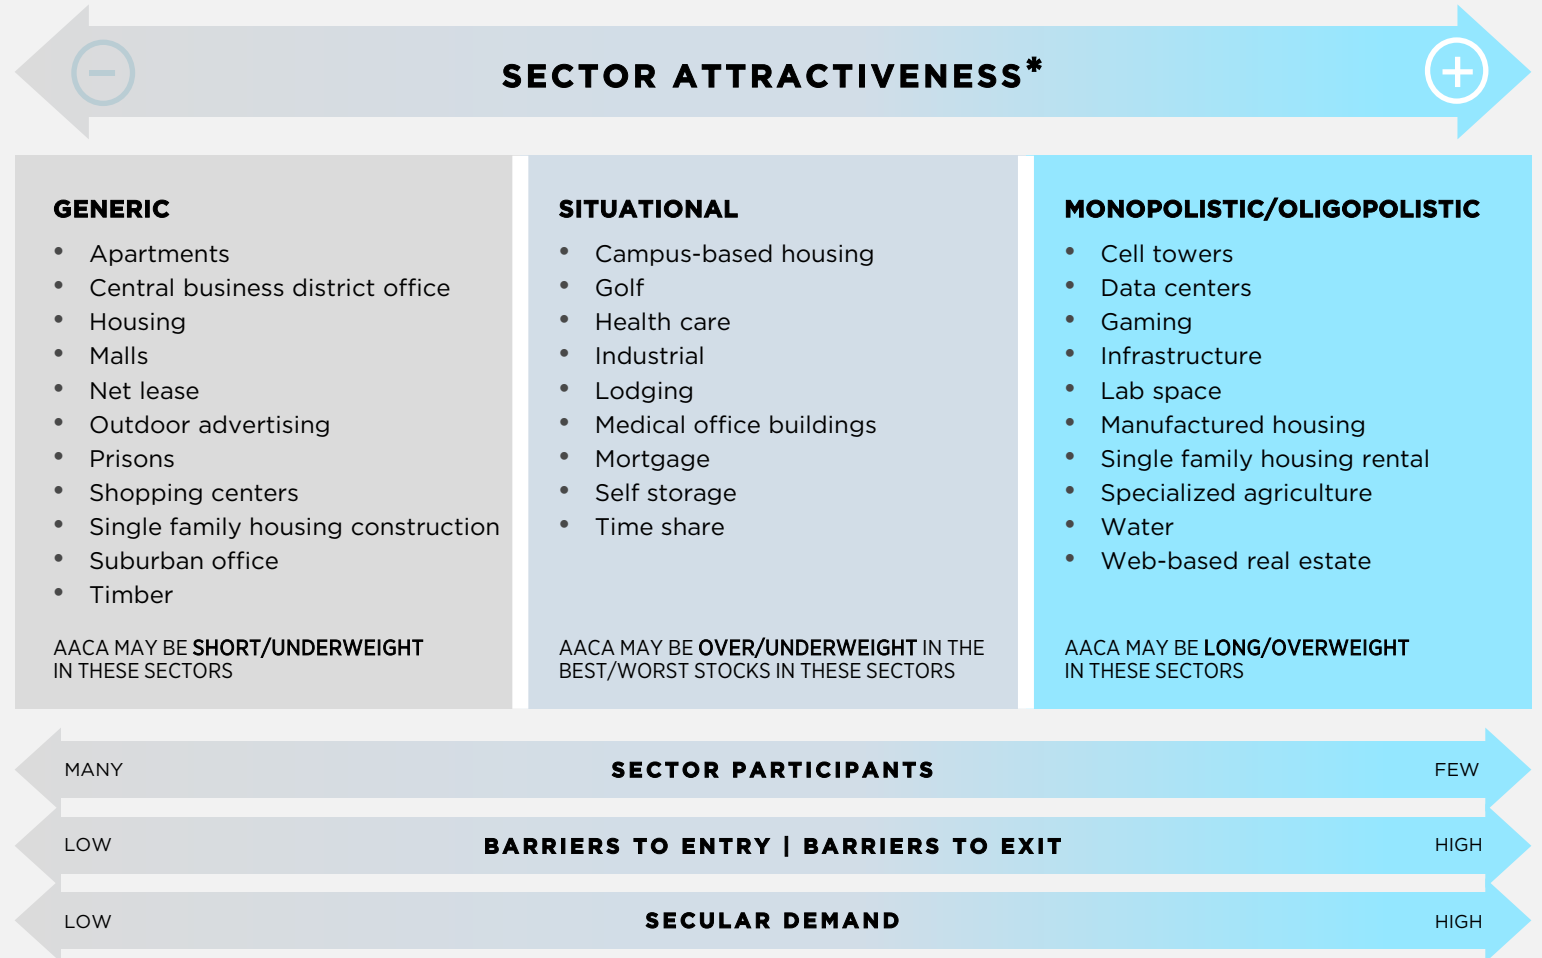 SECTOR ATTRACTIVENESS*
GENERIC
• Apartments
• Central business district office
• Housing
• Malls
• Net lease
• Outdoor advertising
• Prisons
• Shopping centers
• Single family housing construction
• Suburban office
• Timber
AACA MAY BE SHORT/UNDERWEIGHT
IN THESE SECTORS
SITUATIONAL
• Campus-based housing
• Golf
• Health care
• Industrial
• Lodging
• Medical office buildings
• Mortgage
• Self storage
• Time share
AACA MAY BE OVER/UNDERWEIGHT IN THE
BEST/WORST STOCKS IN THESE SECTORS
MONOPOLISTIC/OLIGOPOLISTIC
• Cell towers
• Data centers
• Gaming
• Infrastructure
• Lab space
• Manufactured housing
• Single family housing rental
• Specialized agriculture
• Water
• Web-based real estate
AACA MAY BE LONG/OVERWEIGHT
IN THESE SECTORS
MANY SECTOR PARTICIPANTS FEW
LOW BARRIERS TO ENTRY | BARRIERS TO EXIT HIGH
LOW SECULAR DEMAND HIGH